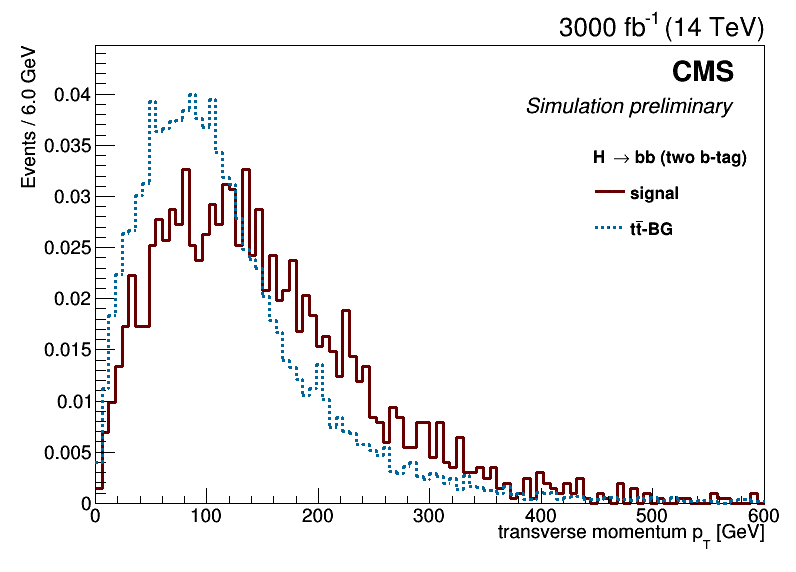 3000 fb⁻¹ (14 TeV)
CMS
Simulation preliminary
H → bb (two b-tag)
signal
tt̄-BG
Events / 6.0 GeV
0.04
0.035
0.03
0.025
0.02
0.015
0.01
0.005
0
0 100 200 300 400 500 600
transverse momentum p_T [GeV]